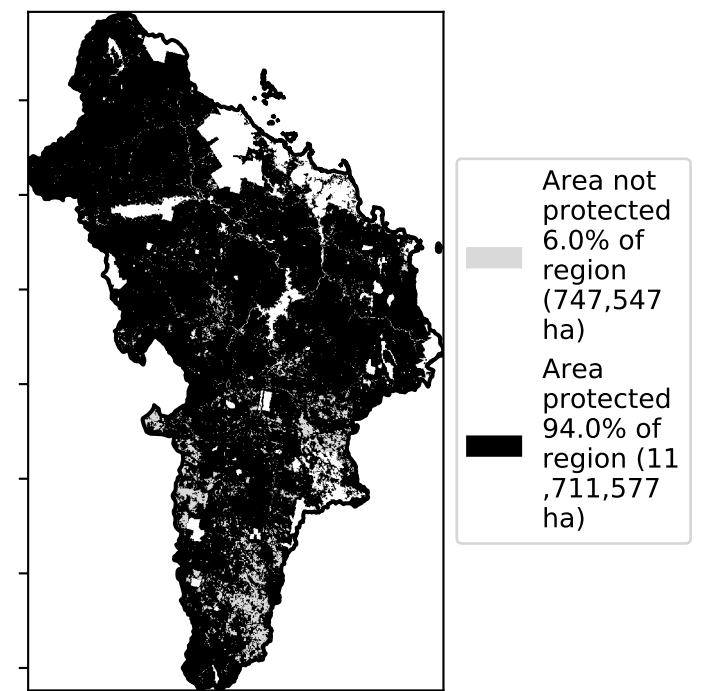 Area not
protected
6.0% of
region
(747,547
ha)
Area
protected
94.0% of
region (11
,711,577
ha)